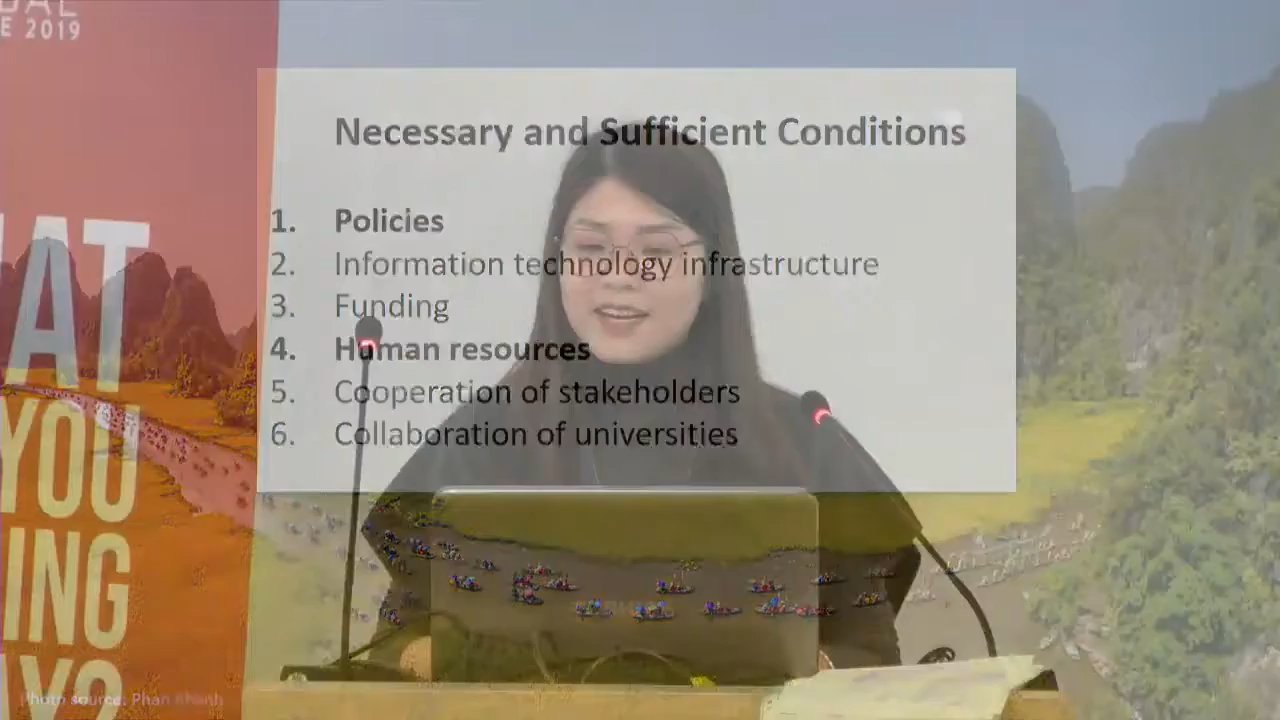 E 2019
Necessary and Sufficient Conditions
1. Policies
2. Information technology infrastructure
3. Funding
4. Human resources
5. Cooperation of stakeholders
6. Collaboration of universities
YOU
ING
Photo source: Phan Khanh